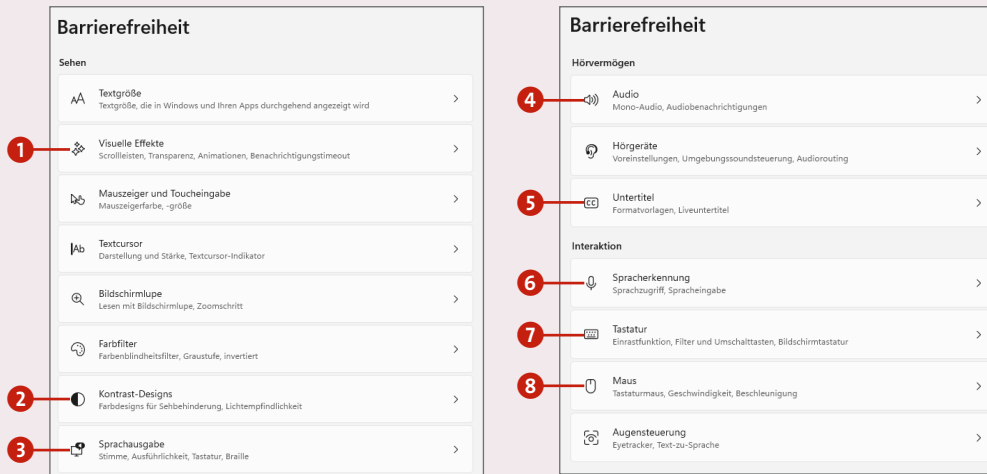 Barrierefreiheit
Sehen
Textgröße
Textgröße, die in Windows und Ihren Apps durchgehend angezeigt wird
1
Visuelle Effekte
Scrollleisten, Transparenz, Animationen, Benachrichtigungstimeout
Mauszeiger und Toucheingabe
Mauszeigerfarbe, -größe
Ab
Textcursor
Darstellung und Stärke, Textcursor-Indikator
Bildschirmlupe
Lesen mit Bildschirmlupe, Zoomschritt
Farbfilter
Farbenblindheitsfilter, Graustufe, invertiert
2
Kontrast-Designs
Farbdesigns für Sehbehinderung, Lichtempfindlichkeit
3
Sprachausgabe
Stimme, Ausführlichkeit, Tastatur, Braille
Barrierefreiheit
Hörvermögen
4
Audio
Mono-Audio, Audiobenachrichtigungen
Hörgeräte
Voreinstellungen, Umgebungssoundsteuerung, Audiorouting
5
CC
Untertitel
Formatvorlagen, Liveuntertitel
Interaktion
6
Spracherkennung
Sprachzugriff, Spracheingabe
7
Tastatur
Einrastfunktion, Filter und Umschalttasten, Bildschirmtastatur
8
Maus
Tastaturmaus, Geschwindigkeit, Beschleunigung
Augensteuerung
Eyetracker, Text-zu-Sprache